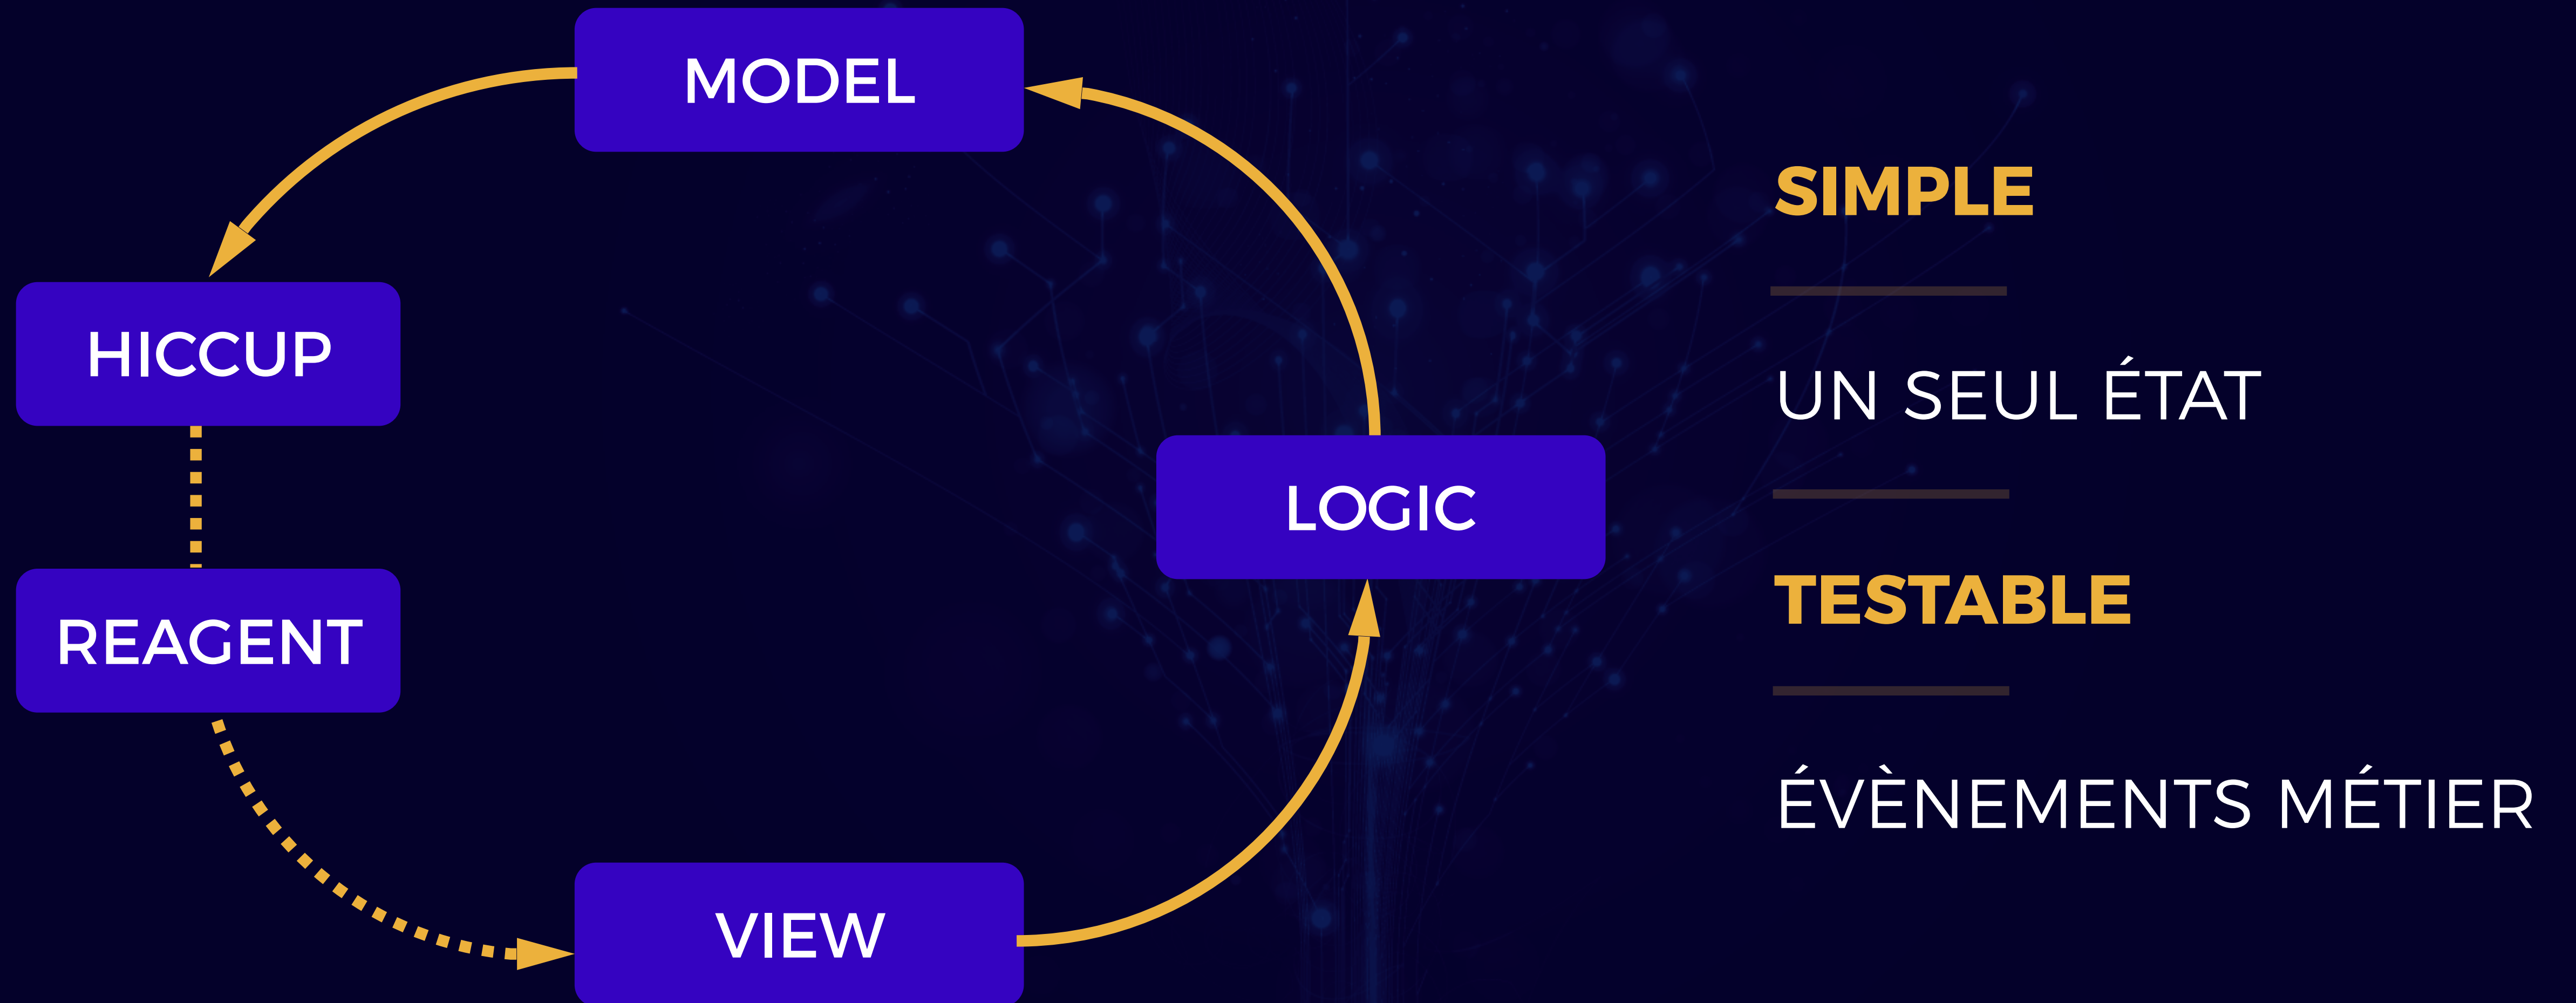 MODEL
HICCUP
REAGENT
VIEW
LOGIC
SIMPLE
UN SEUL ÉTAT
TESTABLE
ÉVÈNEMENTS MÉTIER